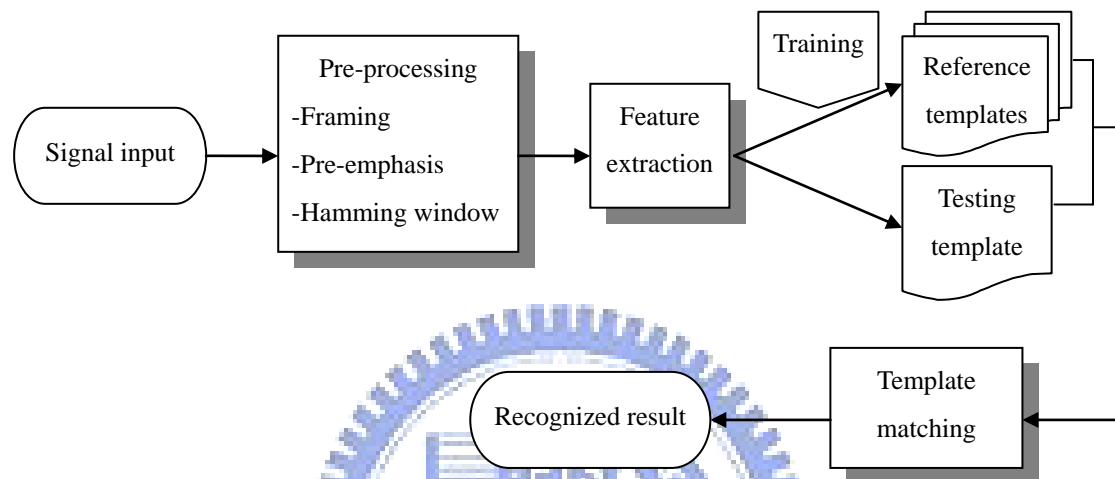 Signal input
Pre-processing
-Framing
-Pre-emphasis
-Hamming window
Feature
extraction
Training
Reference
templates
Testing
template
Template
matching
Recognized result